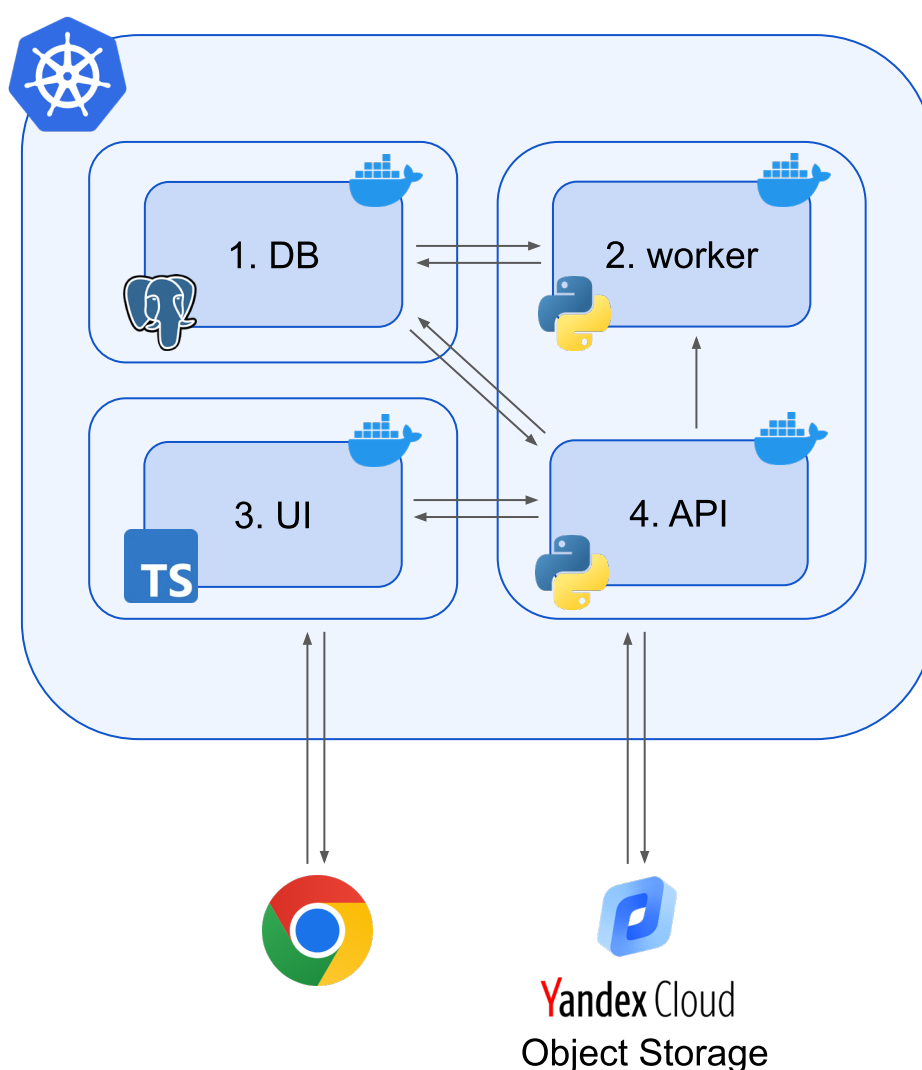 1. DB
2. worker
3. UI
TS
4. API
Yandex Cloud
Object Storage